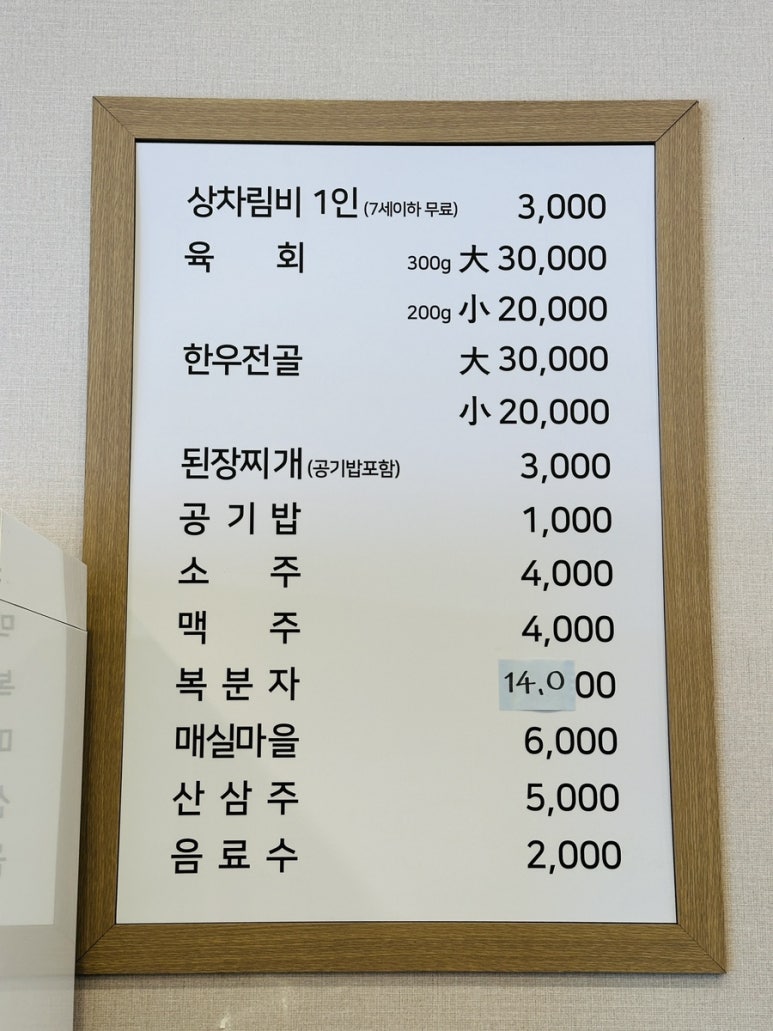 상차림비 1인 (7세이하 무료) 3,000
육 회 300g 大 30,000
200g 小 20,000
한우전골 大 30,000
小 20,000
된장찌개 (공기밥포함) 3,000
공 기 밥 1,000
소 주 4,000
맥 주 4,000
복 분 자 14.000
매실마을 6,000
산 삼 주 5,000
음 료 수 2,000